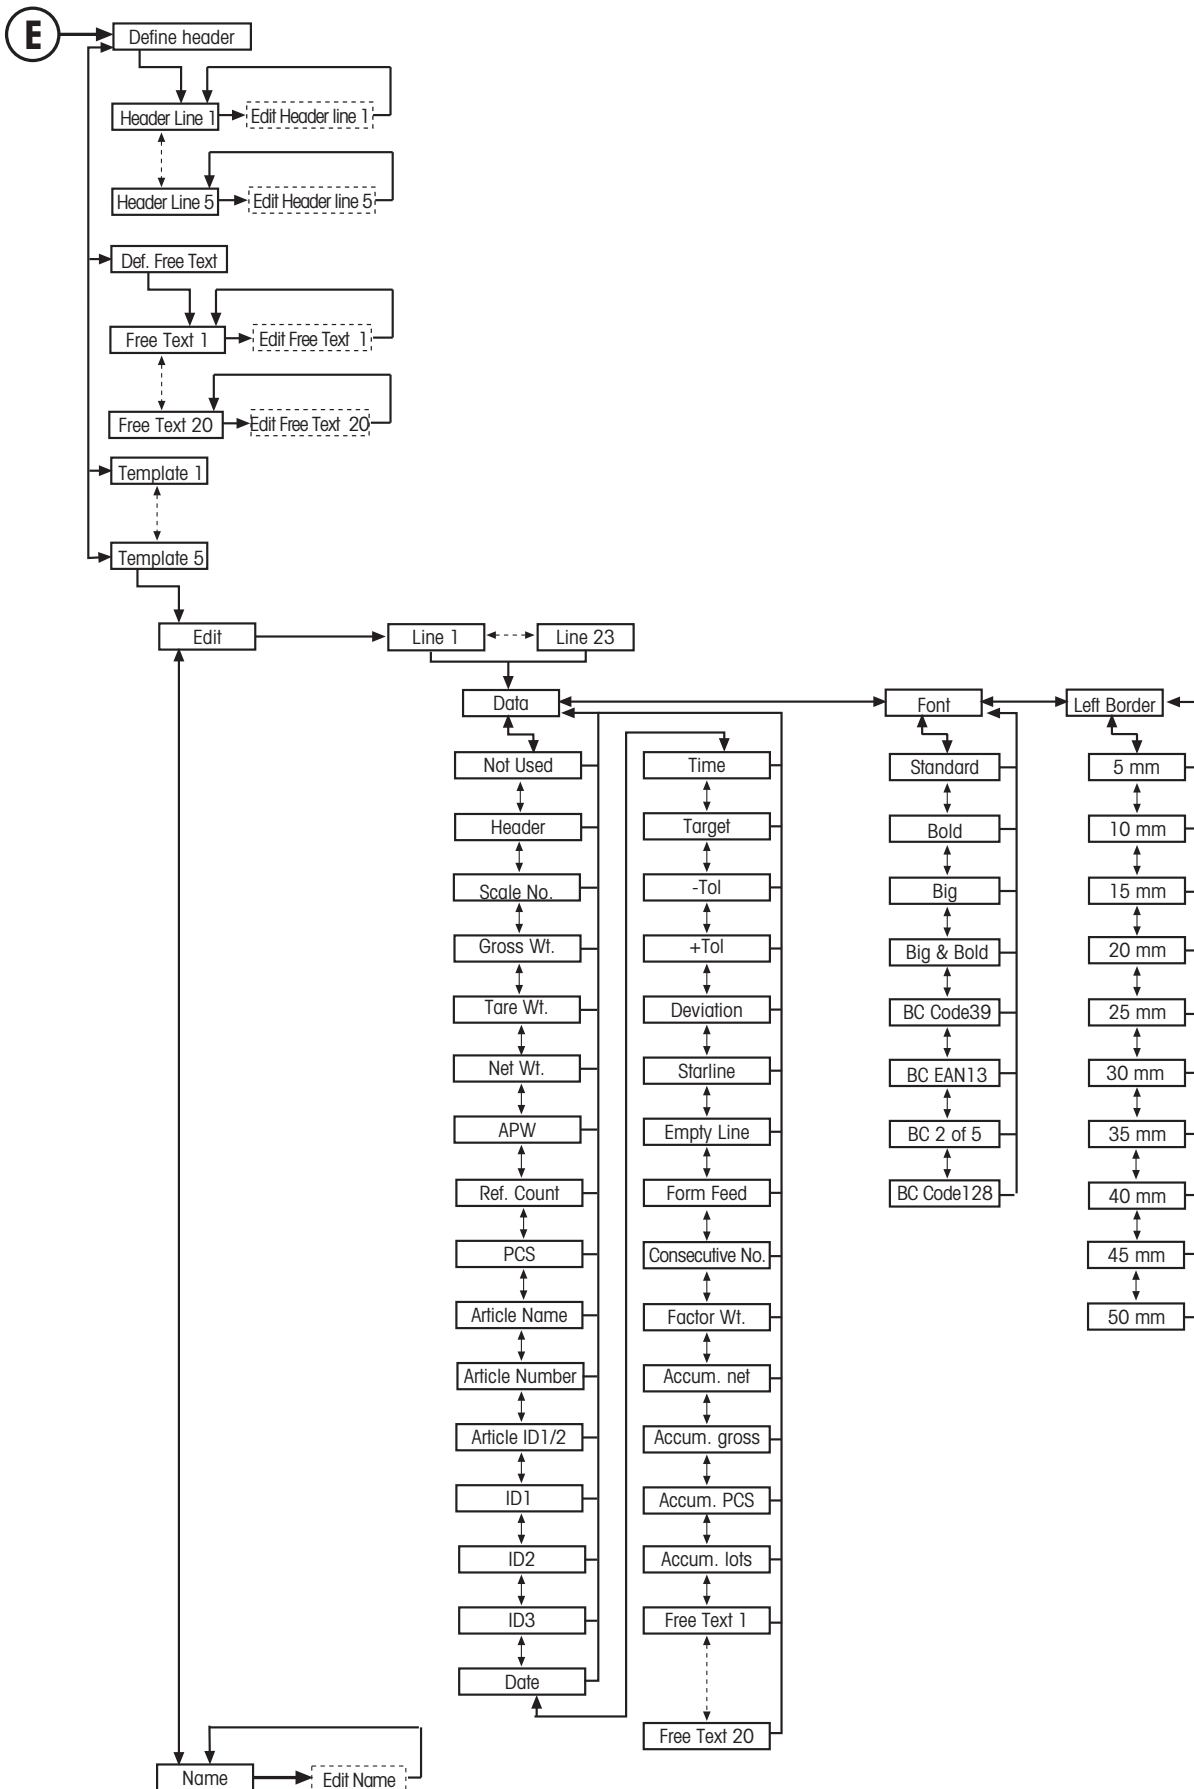 E
Define header
Header Line 1
Edit Header line 1
Header Line 5
Edit Header line 5
Def. Free Text
Free Text 1
Edit Free Text 1
Free Text 20
Edit Free Text 20
Template 1
Template 5
Edit
Line 1
Line 23
Data
Font
Left Border
Not Used
Header
Scale No.
Gross Wt.
Tare Wt.
Net Wt.
APW
Ref. Count
PCS
Article Name
Article Number
Article ID1/2
ID1
ID2
ID3
Date
Time
Target
-Tol
+Tol
Deviation
Starline
Empty Line
Form Feed
Consecutive No.
Factor Wt.
Accum. net
Accum. gross
Accum. PCS
Accum. lots
Free Text 1
Free Text 20
Standard
Bold
Big
Big & Bold
BC Code39
BC EAN13
BC 2 of 5
BC Code128
5 mm
10 mm
15 mm
20 mm
25 mm
30 mm
35 mm
40 mm
45 mm
50 mm
Name
Edit Name